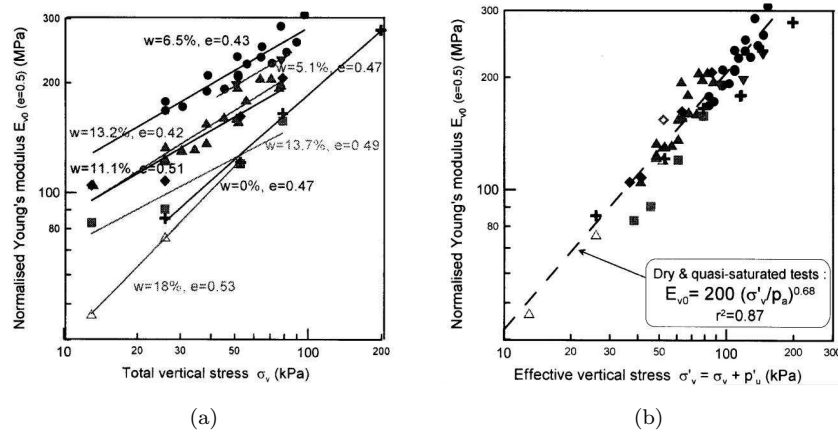 Normalised Young's modulus E_v0 (e=0.5) (MPa)
300
200
100
80
w=6.5%, e=0.43
w=5.1%, e=0.47
w=13.2%, e=0.42
w=13.7%, e=0.49
w=11.1%, e=0.51
w=0%, e=0.47
w=18%, e=0.53
10 20 30 50 100 200
Total vertical stress σ_v (kPa)
(a)
Normalised Young's modulus E_v0 (e=0.5) (MPa)
300
200
100
80
Dry & quasi-saturated tests :
E_v0= 200 (σ'_v/p_a)^0.68
r²=0.87
10 20 30 50 100 200 300
Effective vertical stress σ'_v = σ_v + p'_u (kPa)
(b)